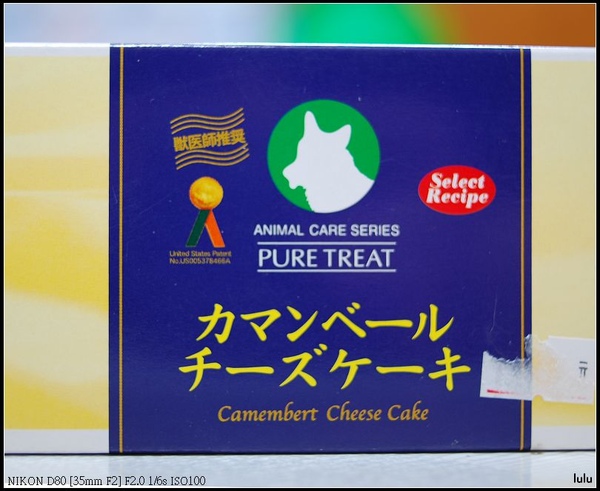 獣医師推奨
Select
Recipe
United States Patent
No.US005378466A
ANIMAL CARE SERIES
PURE TREAT
カマンベール
チーズケーキ
Camembert Cheese Cake
NIKON D80 [35mm F2] F2.0 1/6s ISO100
lulu